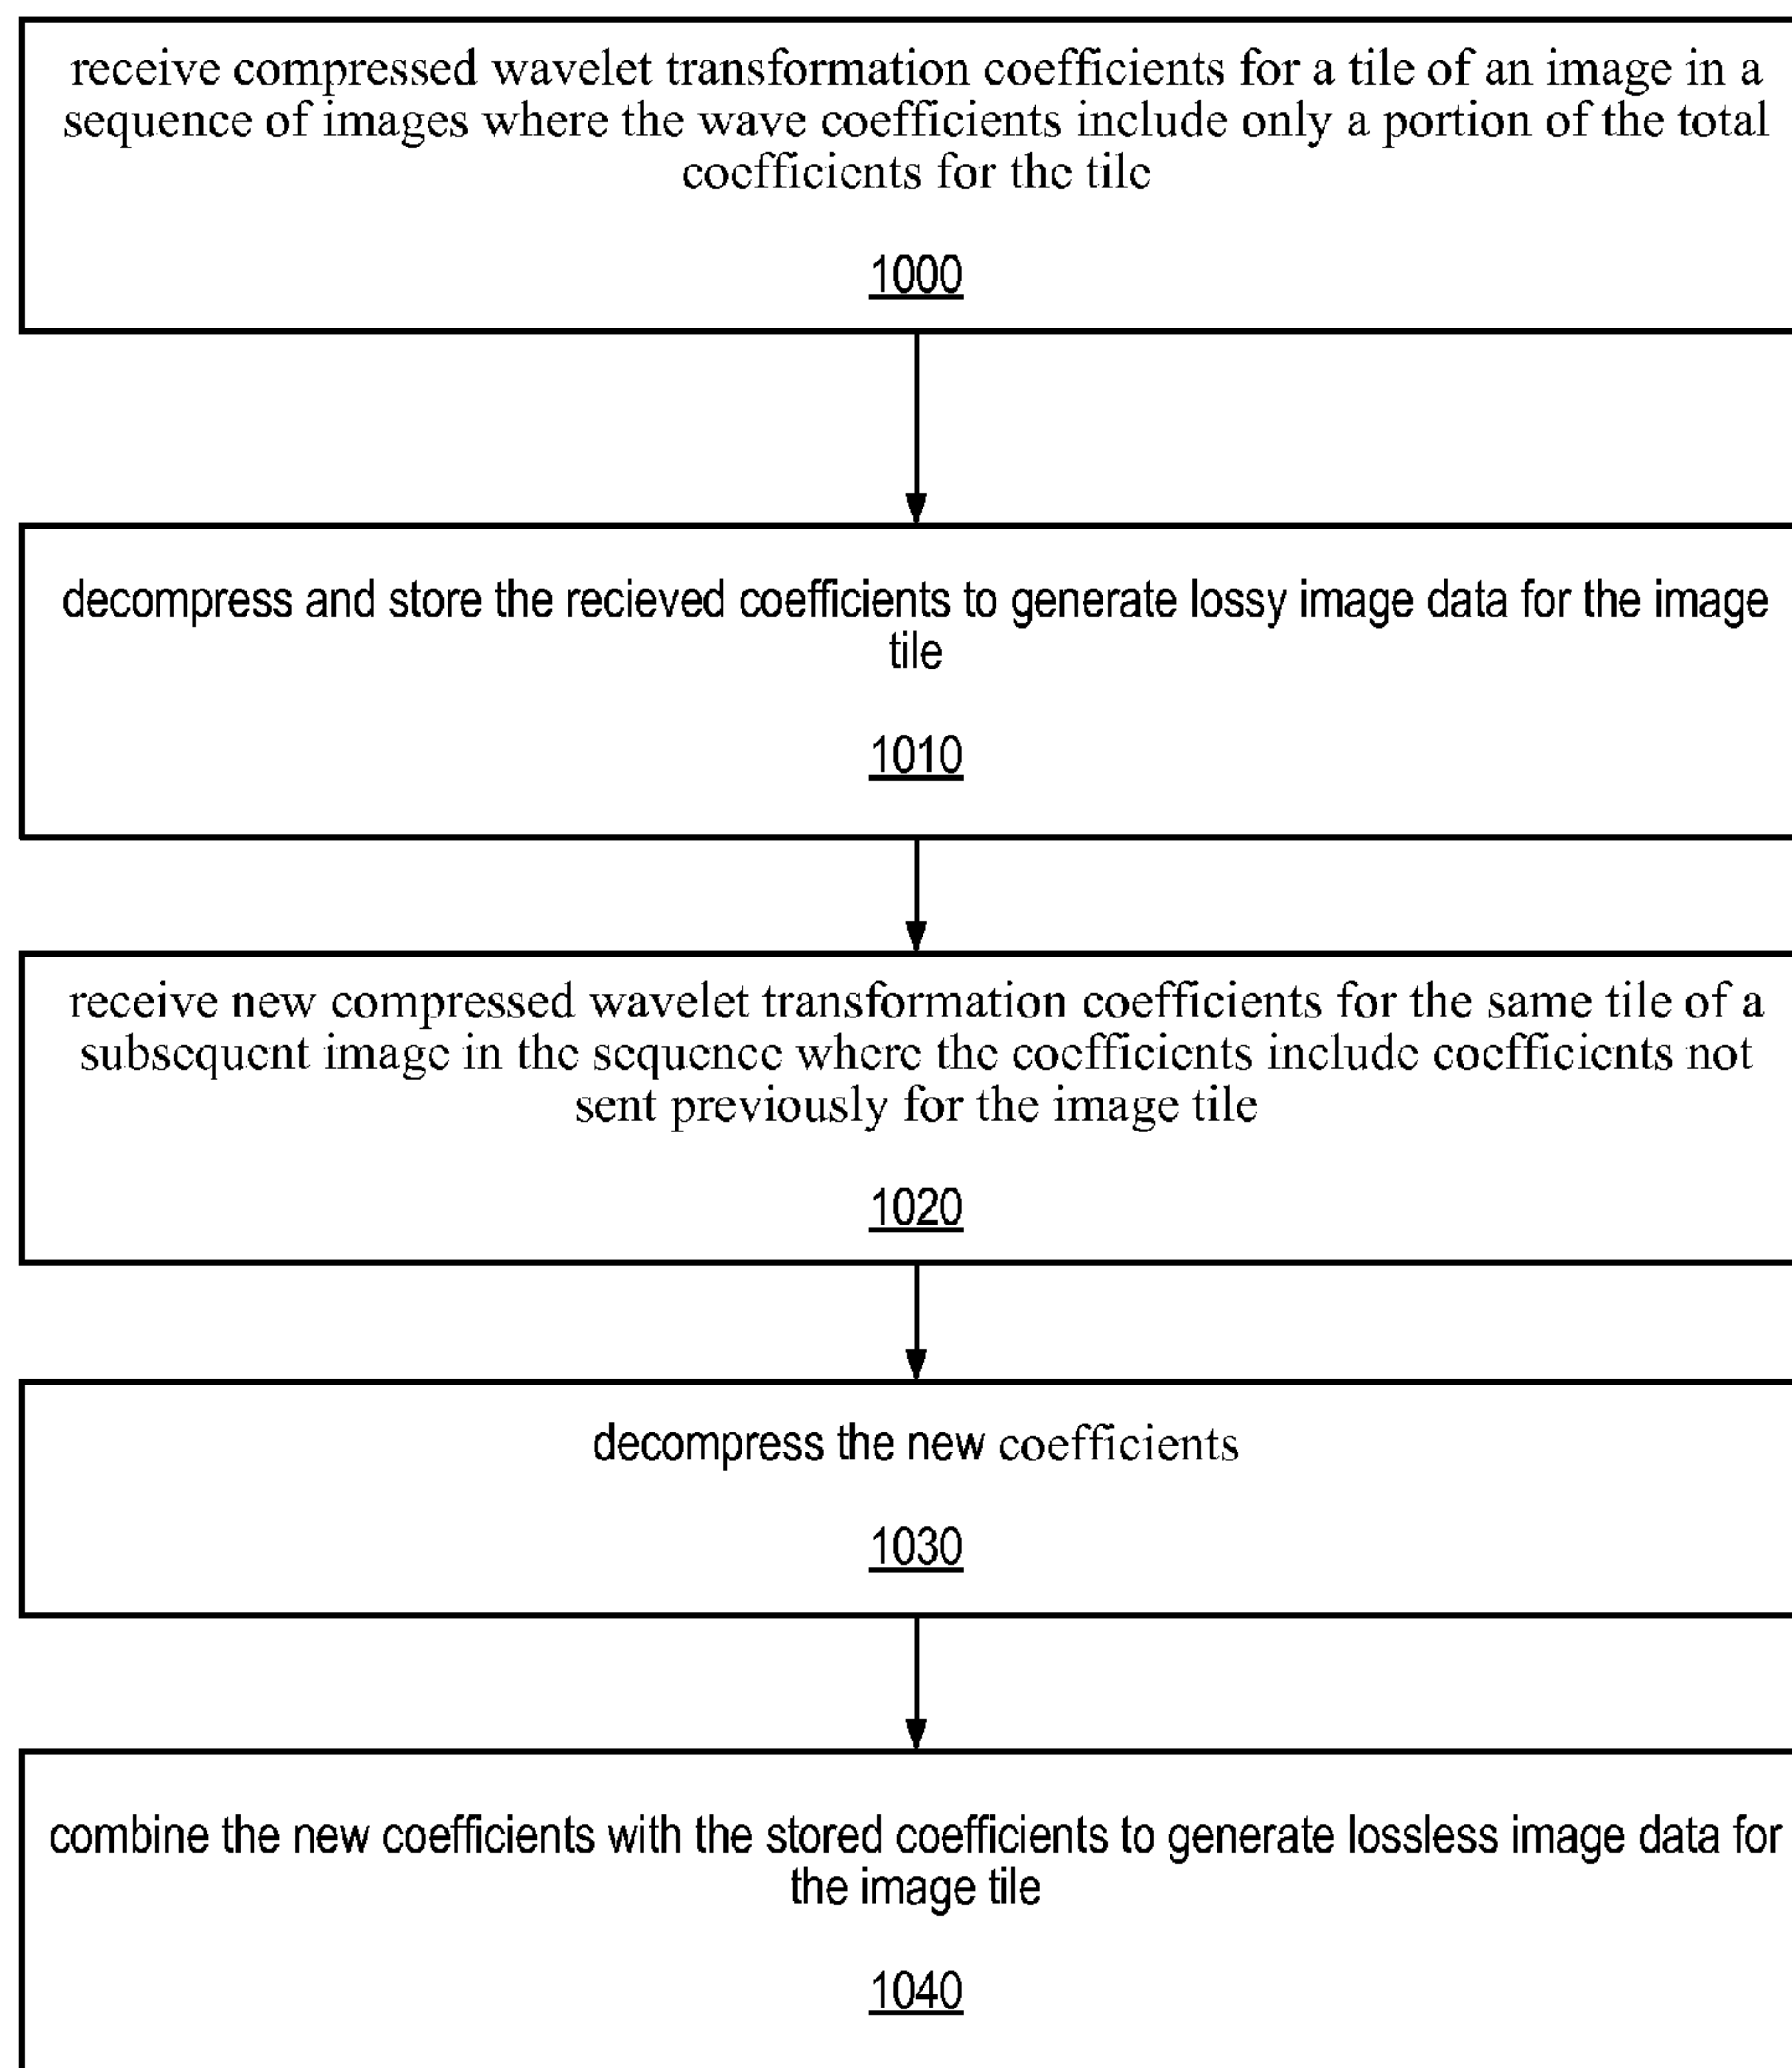 receive compressed wavelet transformation coefficients for a tile of an image in a
sequence of images where the wave coefficients include only a portion of the total
coefficients for the tile
1000
decompress and store the recieved coefficients to generate lossy image data for the image
tile
1010
receive new compressed wavelet transformation coefficients for the same tile of a
subsequent image in the sequence where the coefficients include coefficients not
sent previously for the image tile
1020
decompress the new coefficients
1030
combine the new coefficients with the stored coefficients to generate lossless image data for
the image tile
1040